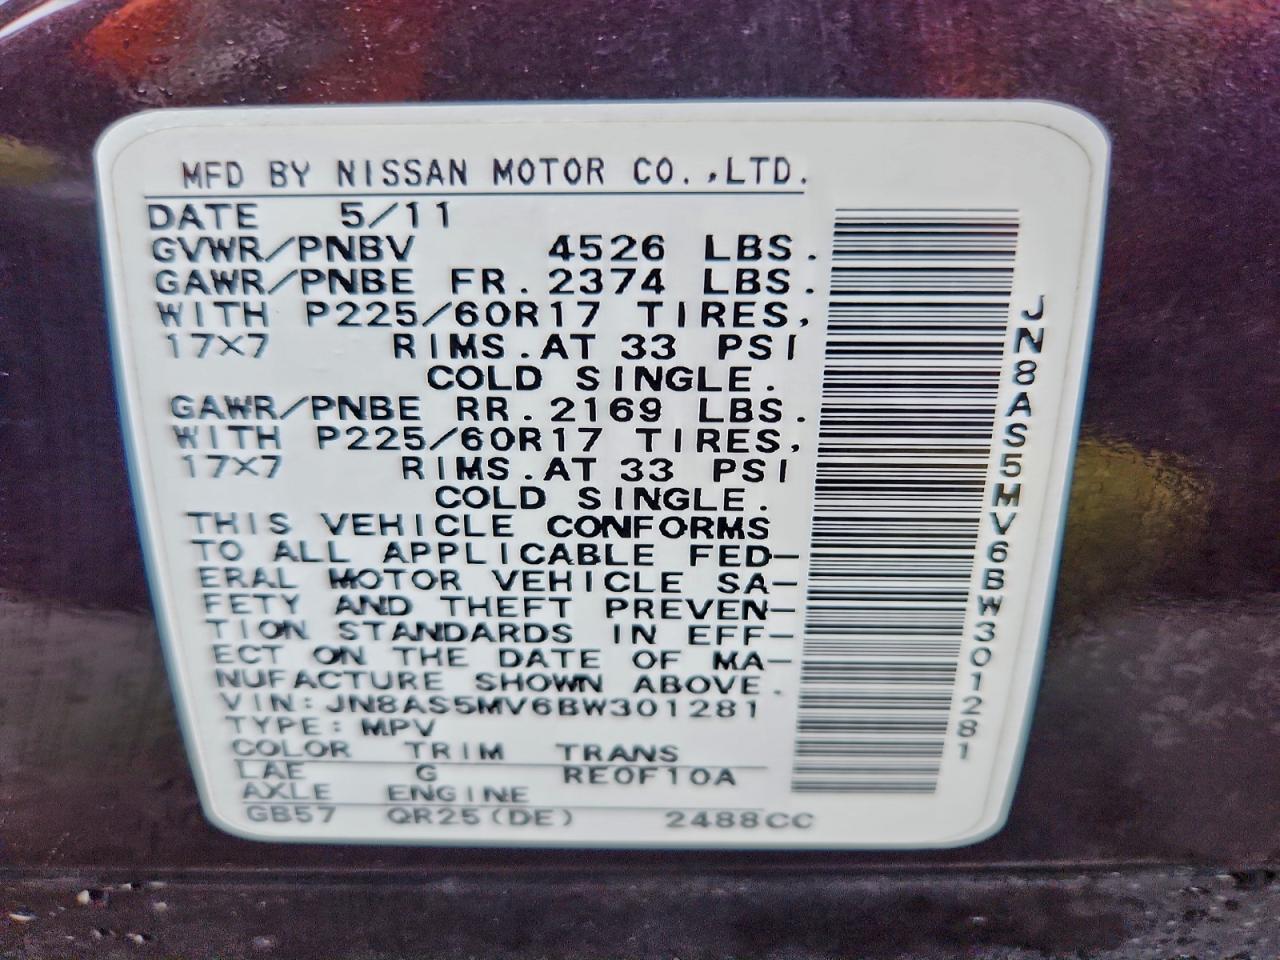 MFD BY NISSAN MOTOR CO.,LTD.
DATE 5/11
GVWR/PNBV 4526 LBS.
GAWR/PNBE FR.2374 LBS.
WITH P225/60R17 TIRES,
17×7 RIMS.AT 33 PSI
COLD SINGLE.
GAWR/PNBE RR.2169 LBS.
WITH P225/60R17 TIRES,
17×7 RIMS.AT 33 PSI
COLD SINGLE.
THIS VEHICLE CONFORMS
TO ALL APPLICABLE FED-
ERAL MOTOR VEHICLE SA-
FETY AND THEFT PREVEN-
TION STANDARDS IN EFF-
ECT ON THE DATE OF MA-
NUFACTURE SHOWN ABOVE.
VIN:JN8AS5MV6BW301281
TYPE:MPV
COLOR TRIM TRANS
LAE G RE0F10A
AXLE ENGINE
GB57 QR25(DE) 2488CC
JN8AS5MV6BW301281